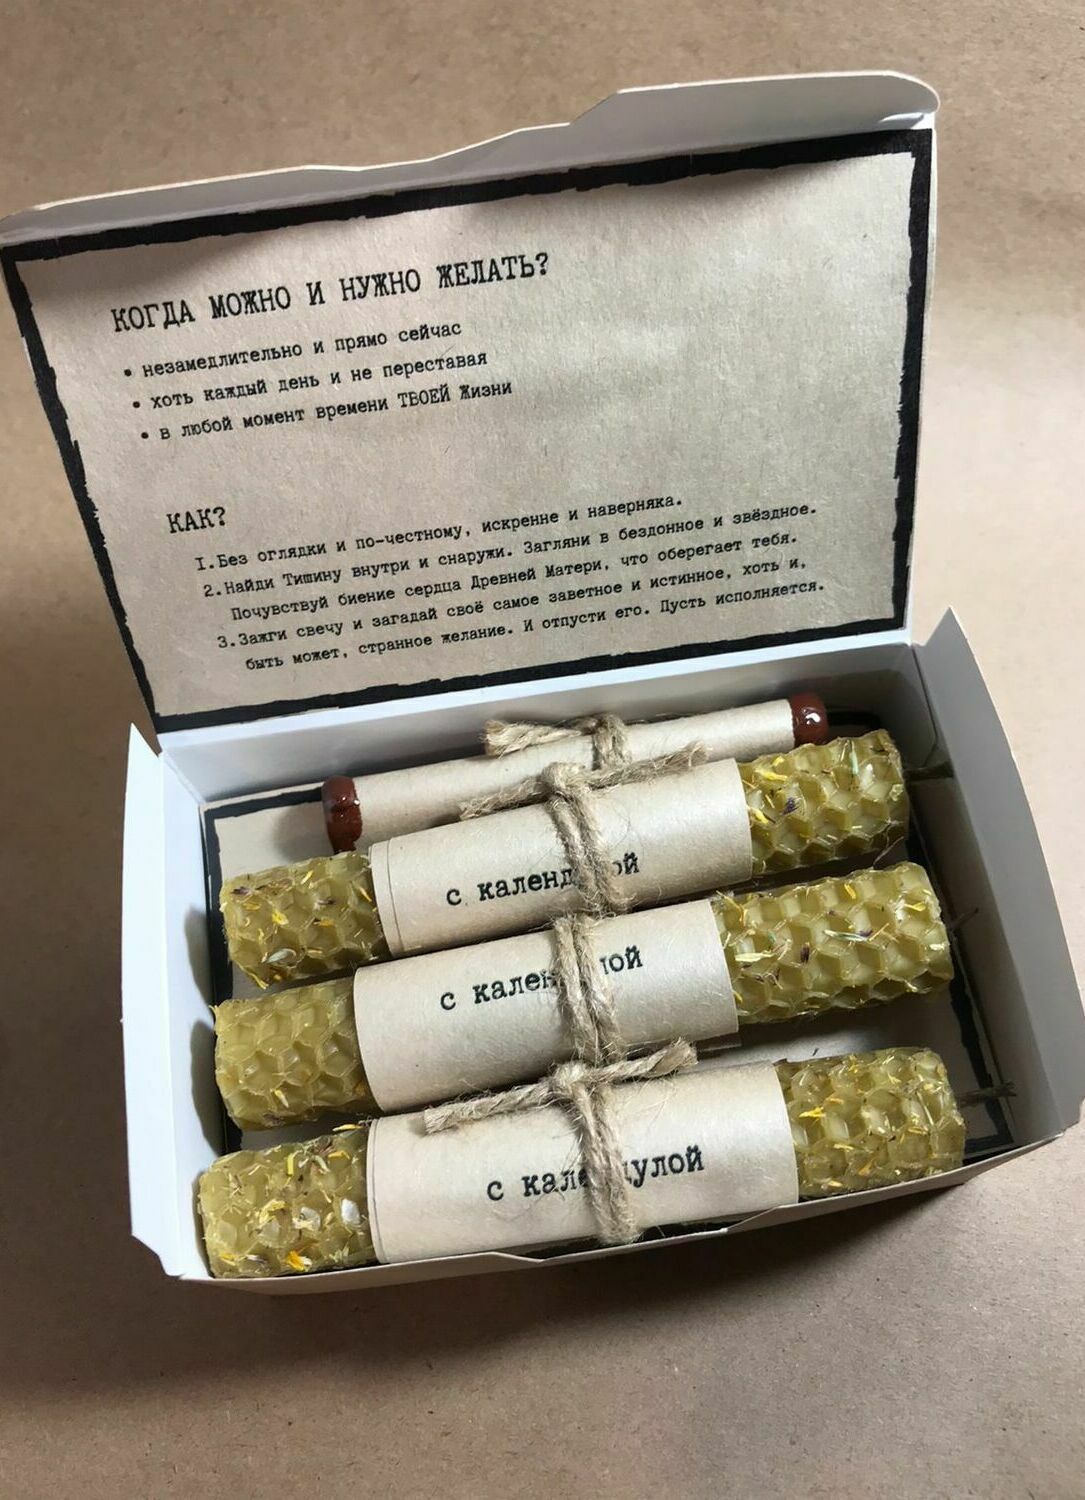 КОГДА МОЖНО И НУЖНО ЖЕЛАТЬ?
• незамедлительно и прямо сейчас
• хоть каждый день и не переставая
• в любой момент времени ТВОЕЙ Жизни
КАК?
1.Без оглядки и по-честному, искренне и наверняка.
2.Найди Тишину внутри и снаружи. Загляни в бездонное и звёздное.
Почувствуй биение сердца Древней Матери, что оберегает тебя.
3.Зажги свечу и загадай своё самое заветное и истинное, хоть и,
быть может, странное желание. И отпусти его. Пусть исполняется.
с календулой
с календулой
с календулой